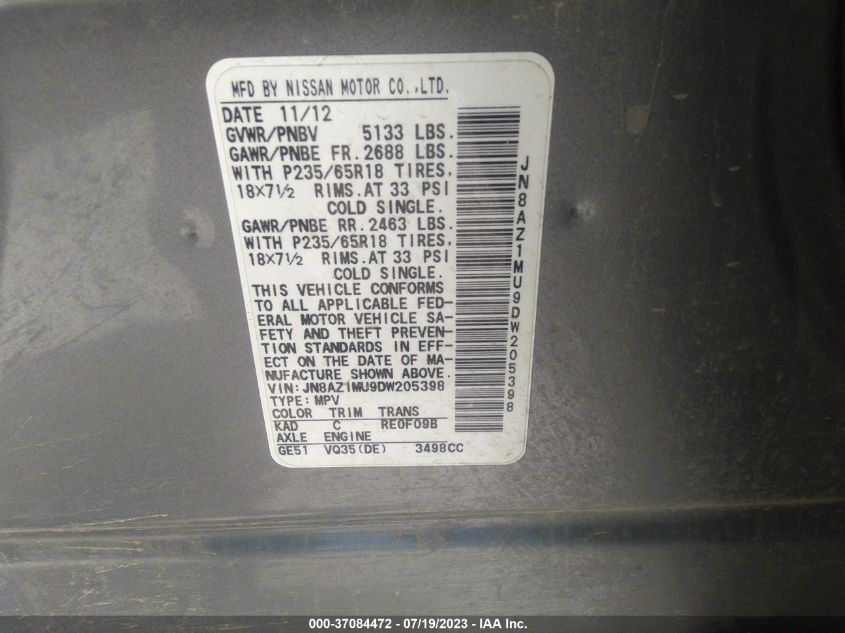 MFD BY NISSAN MOTOR CO.,LTD.
DATE 11/12
GVWR/PNBV 5133 LBS.
GAWR/PNBE FR. 2688 LBS.
WITH P235/65R18 TIRES,
18×7½ RIMS. AT 33 PSI
COLD SINGLE.
GAWR/PNBE RR. 2463 LBS.
WITH P235/65R18 TIRES,
18×7½ RIMS. AT 33 PSI
COLD SINGLE.
THIS VEHICLE CONFORMS
TO ALL APPLICABLE FED-
ERAL MOTOR VEHICLE SA-
FETY AND THEFT PREVEN-
TION STANDARDS IN EFF-
ECT ON THE DATE OF MA-
NUFACTURE SHOWN ABOVE.
VIN: JN8AZ1MU9DW205398
TYPE: MPV
COLOR TRIM TRANS
KAD C RE0F09B
AXLE ENGINE
GE51 VQ35(DE) 3498CC
JN8AZ1MU9DW205398
000-37084472 - 07/19/2023 - IAA Inc.